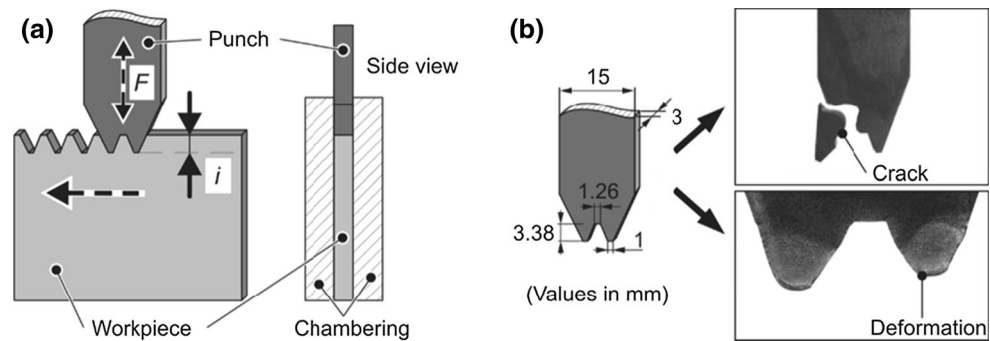 (a)
Punch
Side view
F
i
Workpiece
Chambering
(b)
15
3
1.26
3.38
1
(Values in mm)
Crack
Deformation